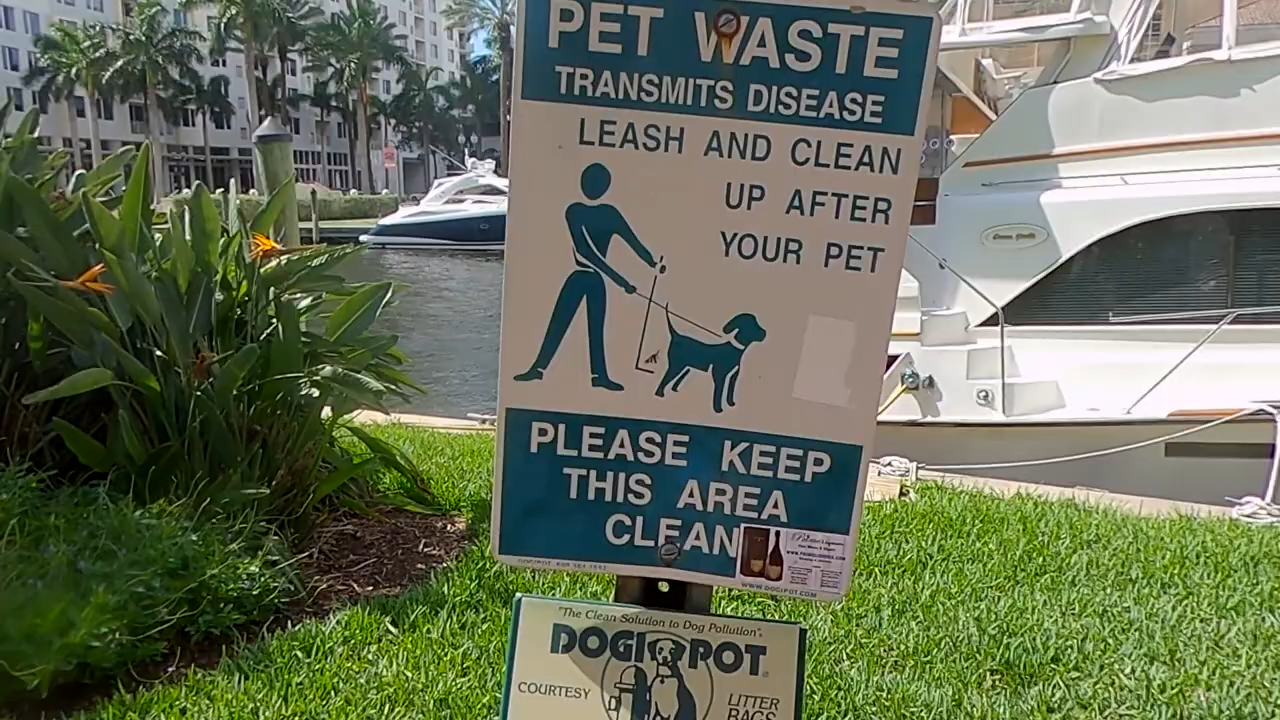 PET WASTE
TRANSMITS DISEASE
LEASH AND CLEAN
UP AFTER
YOUR PET
PLEASE KEEP
THIS AREA
CLEAN
WWW.DOGIPOT.COM
"The Clean Solution to Dog Pollution".
DOGIPOT
COURTESY
LITTER
BAGS